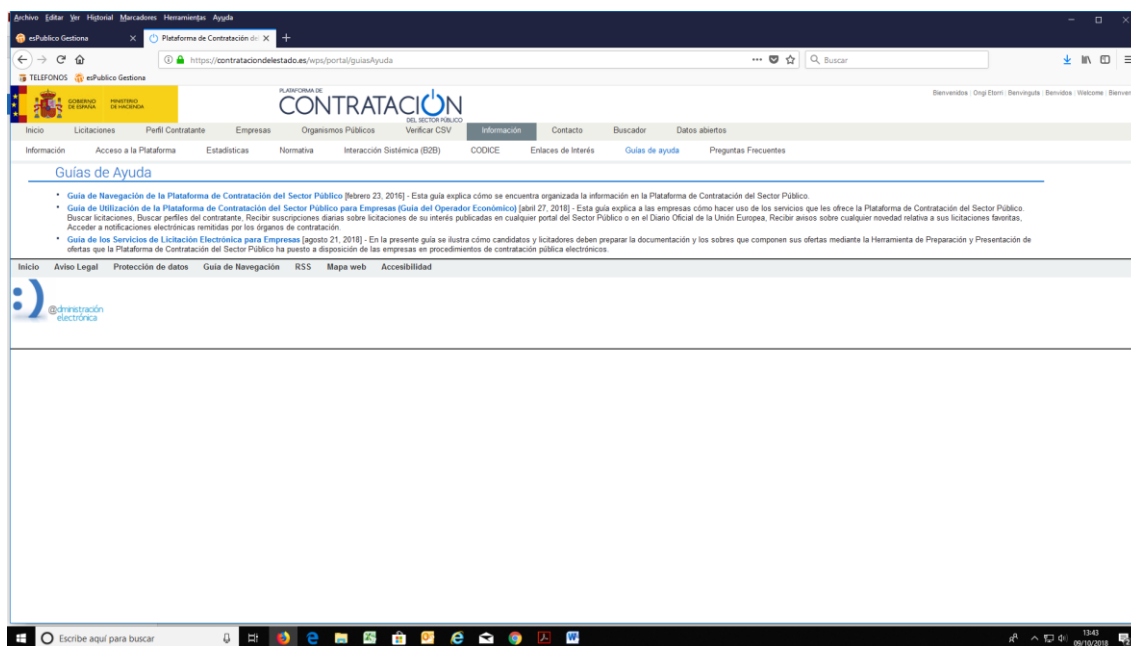 Archivo Editar Ver Historial Marcadores Herramientas Ayuda
esPublico Gestiona Plataforma de Contratación del
https://contrataciondelestado.es/wps/portal/guiasAyuda Buscar
TELEFONOS esPublico Gestiona
GOBIERNO DE ESPAÑA MINISTERIO DE HACIENDA
PLATAFORMA DE
CONTRATACIÓN
DEL SECTOR PÚBLICO
Bienvenidos | Ongi Etorri | Benvinguts | Benvidos | Welcome | Bienven
Inicio Licitaciones Perfil Contratante Empresas Organismos Públicos Verificar CSV Información Contacto Buscador Datos abiertos
Información Acceso a la Plataforma Estadísticas Normativa Interacción Sistémica (B2B) CODICE Enlaces de Interés Guías de ayuda Preguntas Frecuentes
Guías de Ayuda
• Guía de Navegación de la Plataforma de Contratación del Sector Público [febrero 23, 2016] - Esta guía explica cómo se encuentra organizada la información en la Plataforma de Contratación del Sector Público.
• Guía de Utilización de la Plataforma de Contratación del Sector Público para Empresas (Guía del Operador Económico) [abril 27, 2018] - Esta guía explica a las empresas cómo hacer uso de los servicios que les ofrece la Plataforma de Contratación del Sector Público.
Buscar licitaciones, Buscar perfiles del contratante, Recibir suscripciones diarias sobre licitaciones de su interés publicadas en cualquier portal del Sector Público o en el Diario Oficial de la Unión Europea, Recibir avisos sobre cualquier novedad relativa a sus licitaciones favoritas,
Acceder a notificaciones electrónicas remitidas por los órganos de contratación.
• Guía de los Servicios de Licitación Electrónica para Empresas [agosto 21, 2018] - En la presente guía se ilustra cómo candidatos y licitadores deben preparar la documentación y los sobres que componen sus ofertas mediante la Herramienta de Preparación y Presentación de
ofertas que la Plataforma de Contratación del Sector Público ha puesto a disposición de las empresas en procedimientos de contratación pública electrónicos.
Inicio Aviso Legal Protección de datos Guía de Navegación RSS Mapa web Accesibilidad
:)
@dministración
electrónica
Escribe aquí para buscar
13:43
09/10/2018